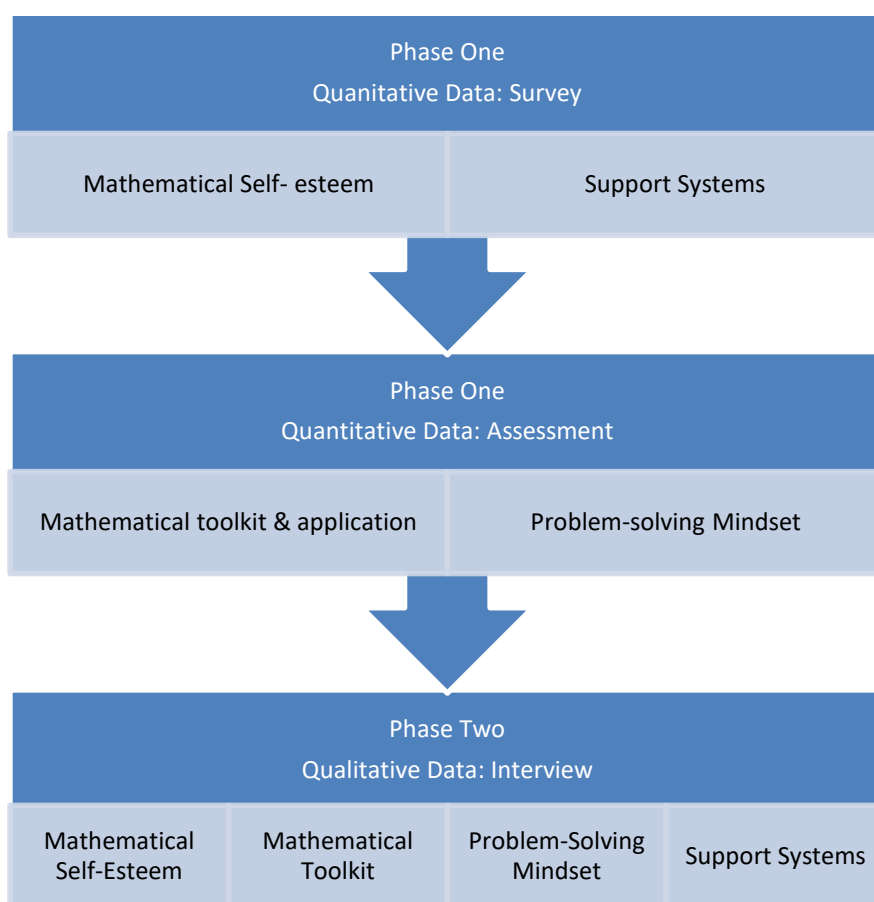 Phase One
Quanitative Data: Survey
Mathematical Self- esteem
Support Systems
Phase One
Quantitative Data: Assessment
Mathematical toolkit & application
Problem-solving Mindset
Phase Two
Qualitative Data: Interview
Mathematical
Self-Esteem
Mathematical
Toolkit
Problem-Solving
Mindset
Support Systems